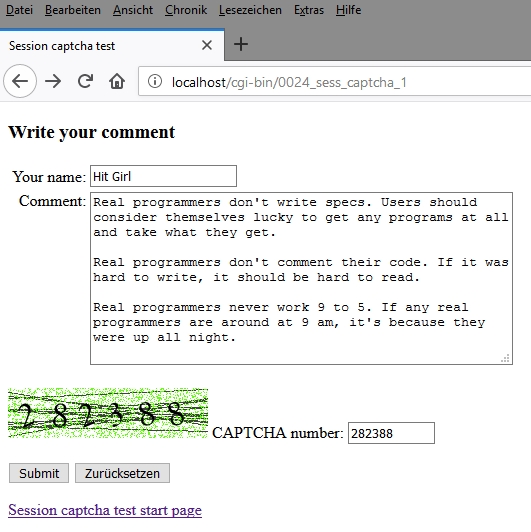 Datei Bearbeiten Ansicht Chronik Lesezeichen Extras Hilfe
Session captcha test
localhost/cgi-bin/0024_sess_captcha_1
Write your comment
Your name: Hit Girl
Comment: Real programmers don't write specs. Users should
consider themselves lucky to get any programs at all
and take what they get.
Real programmers don't comment their code. If it was
hard to write, it should be hard to read.
Real programmers never work 9 to 5. If any real
programmers are around at 9 am, it's because they
were up all night.
282388 CAPTCHA number: 282388
Submit Zurücksetzen
Session captcha test start page